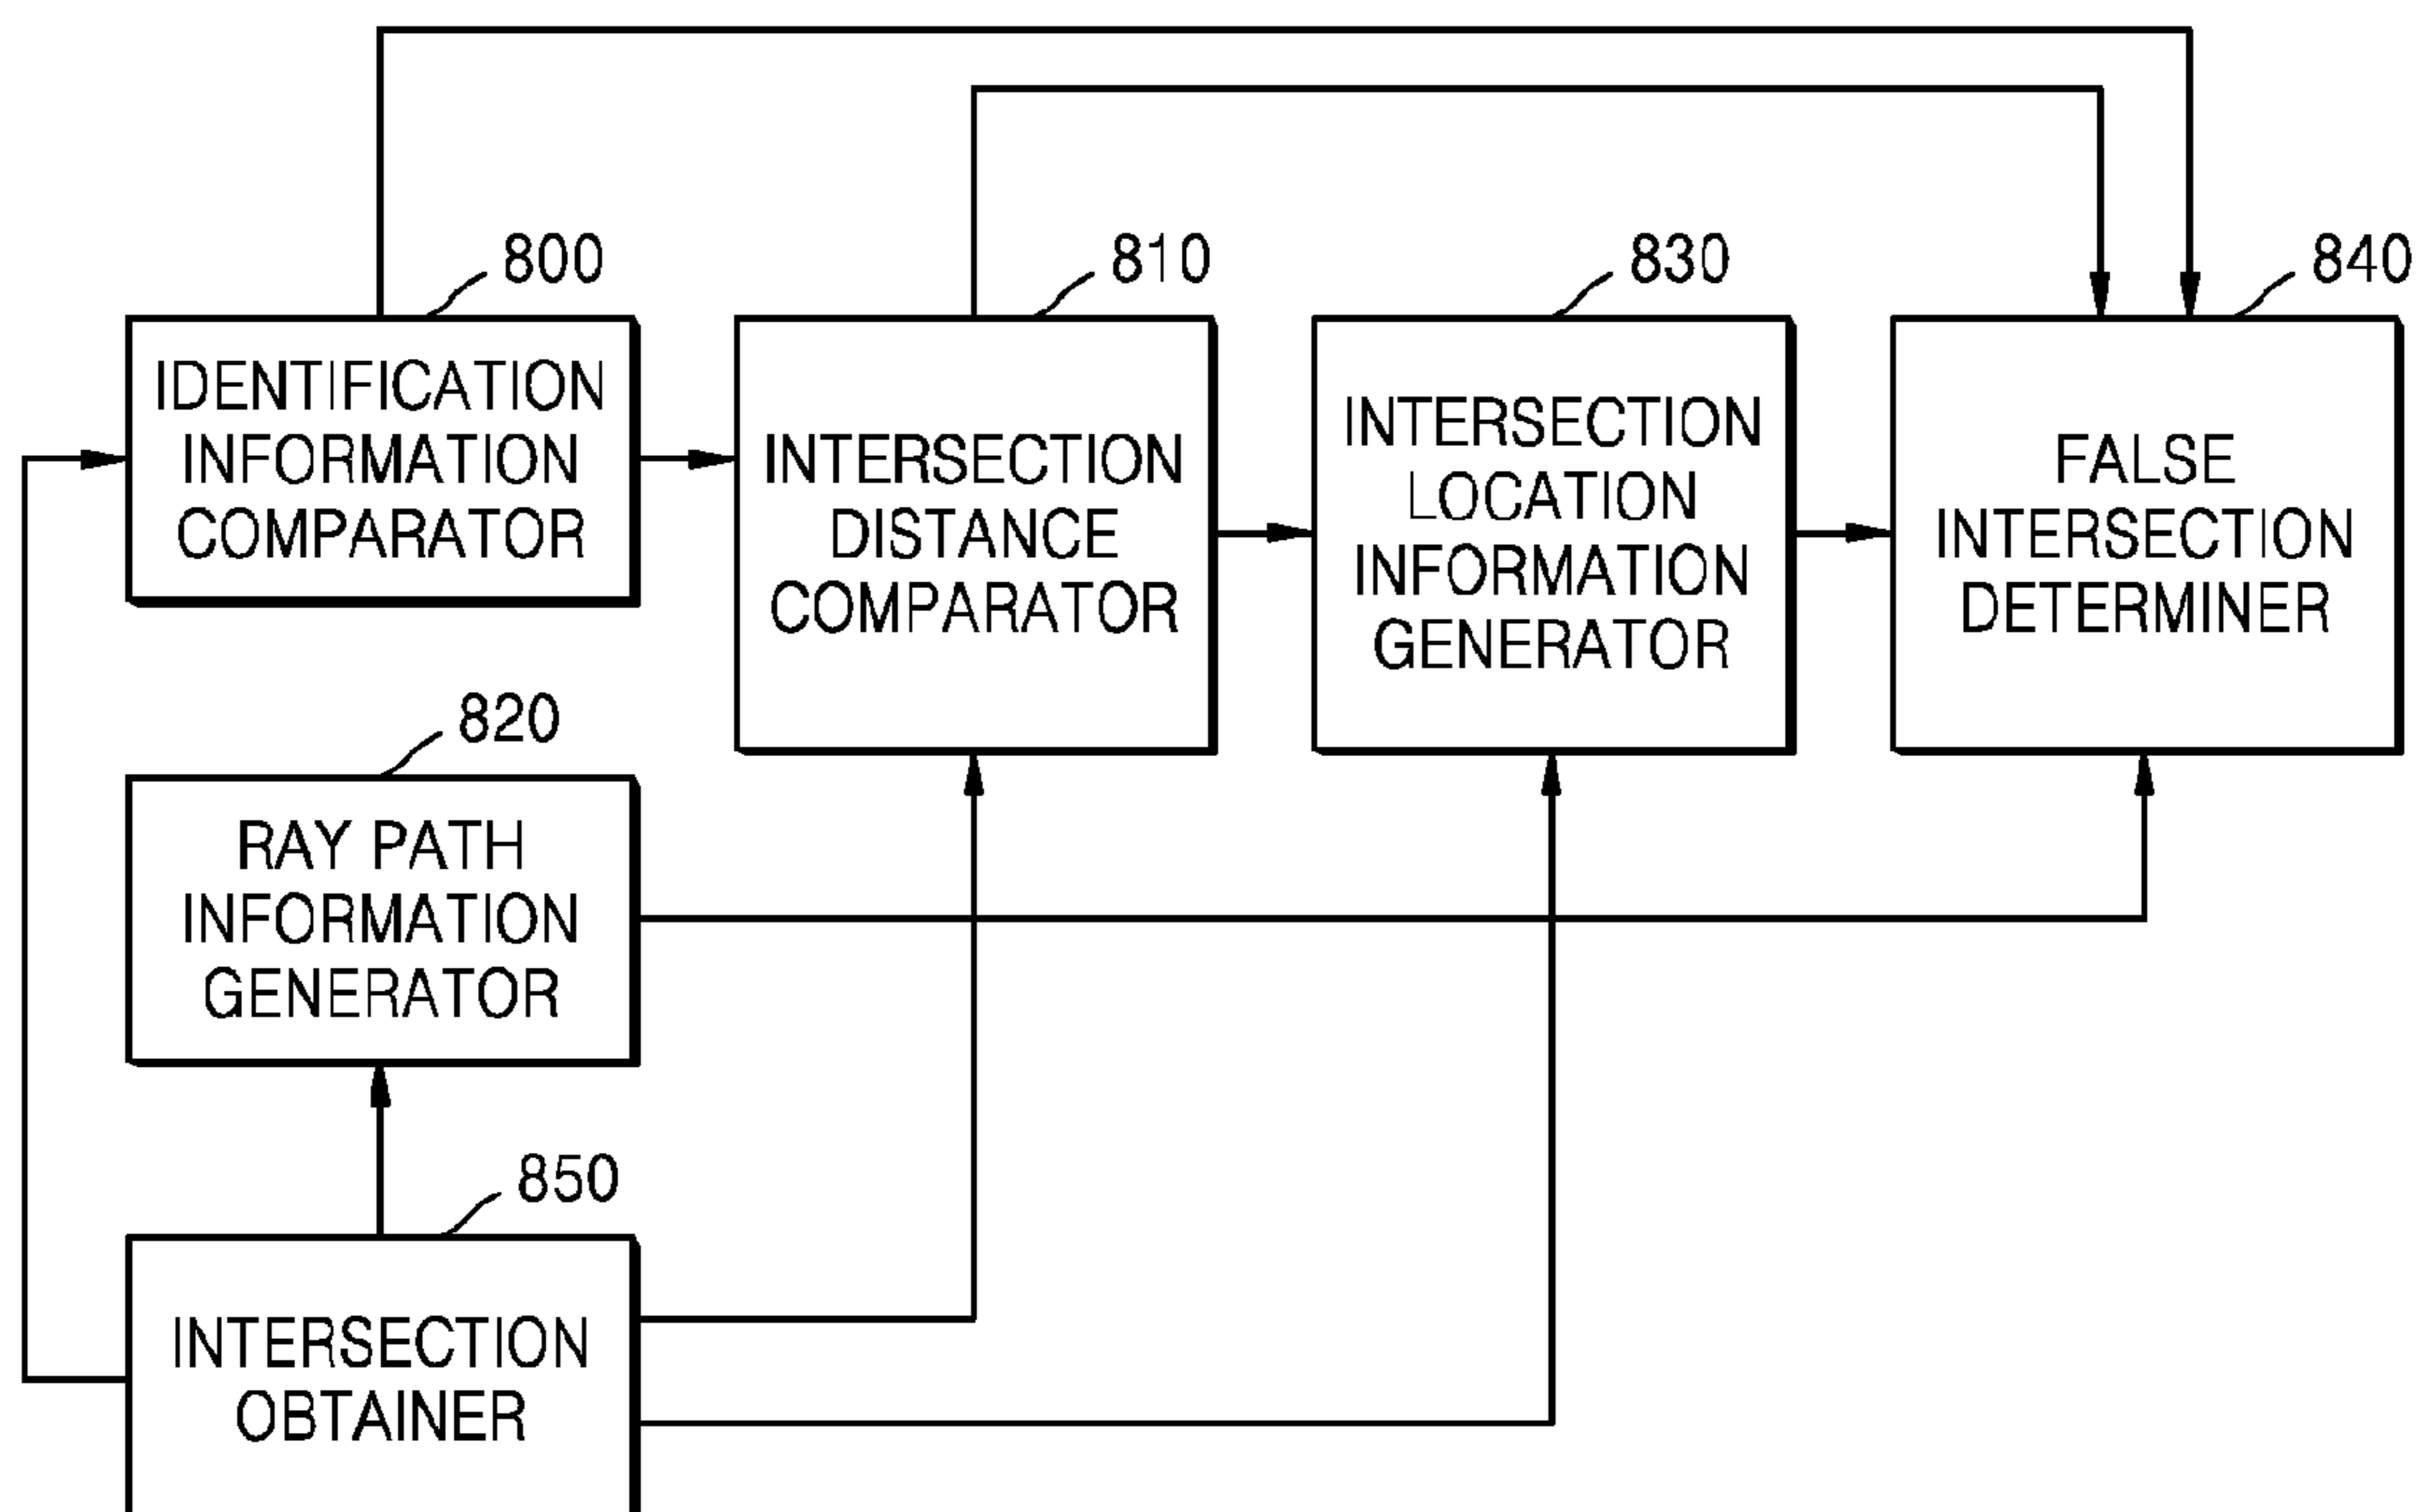 800
IDENTIFICATION
INFORMATION
COMPARATOR
810
INTERSECTION
DISTANCE
COMPARATOR
830
INTERSECTION
LOCATION
INFORMATION
GENERATOR
840
FALSE
INTERSECTION
DETERMINER
820
RAY PATH
INFORMATION
GENERATOR
850
INTERSECTION
OBTAINER